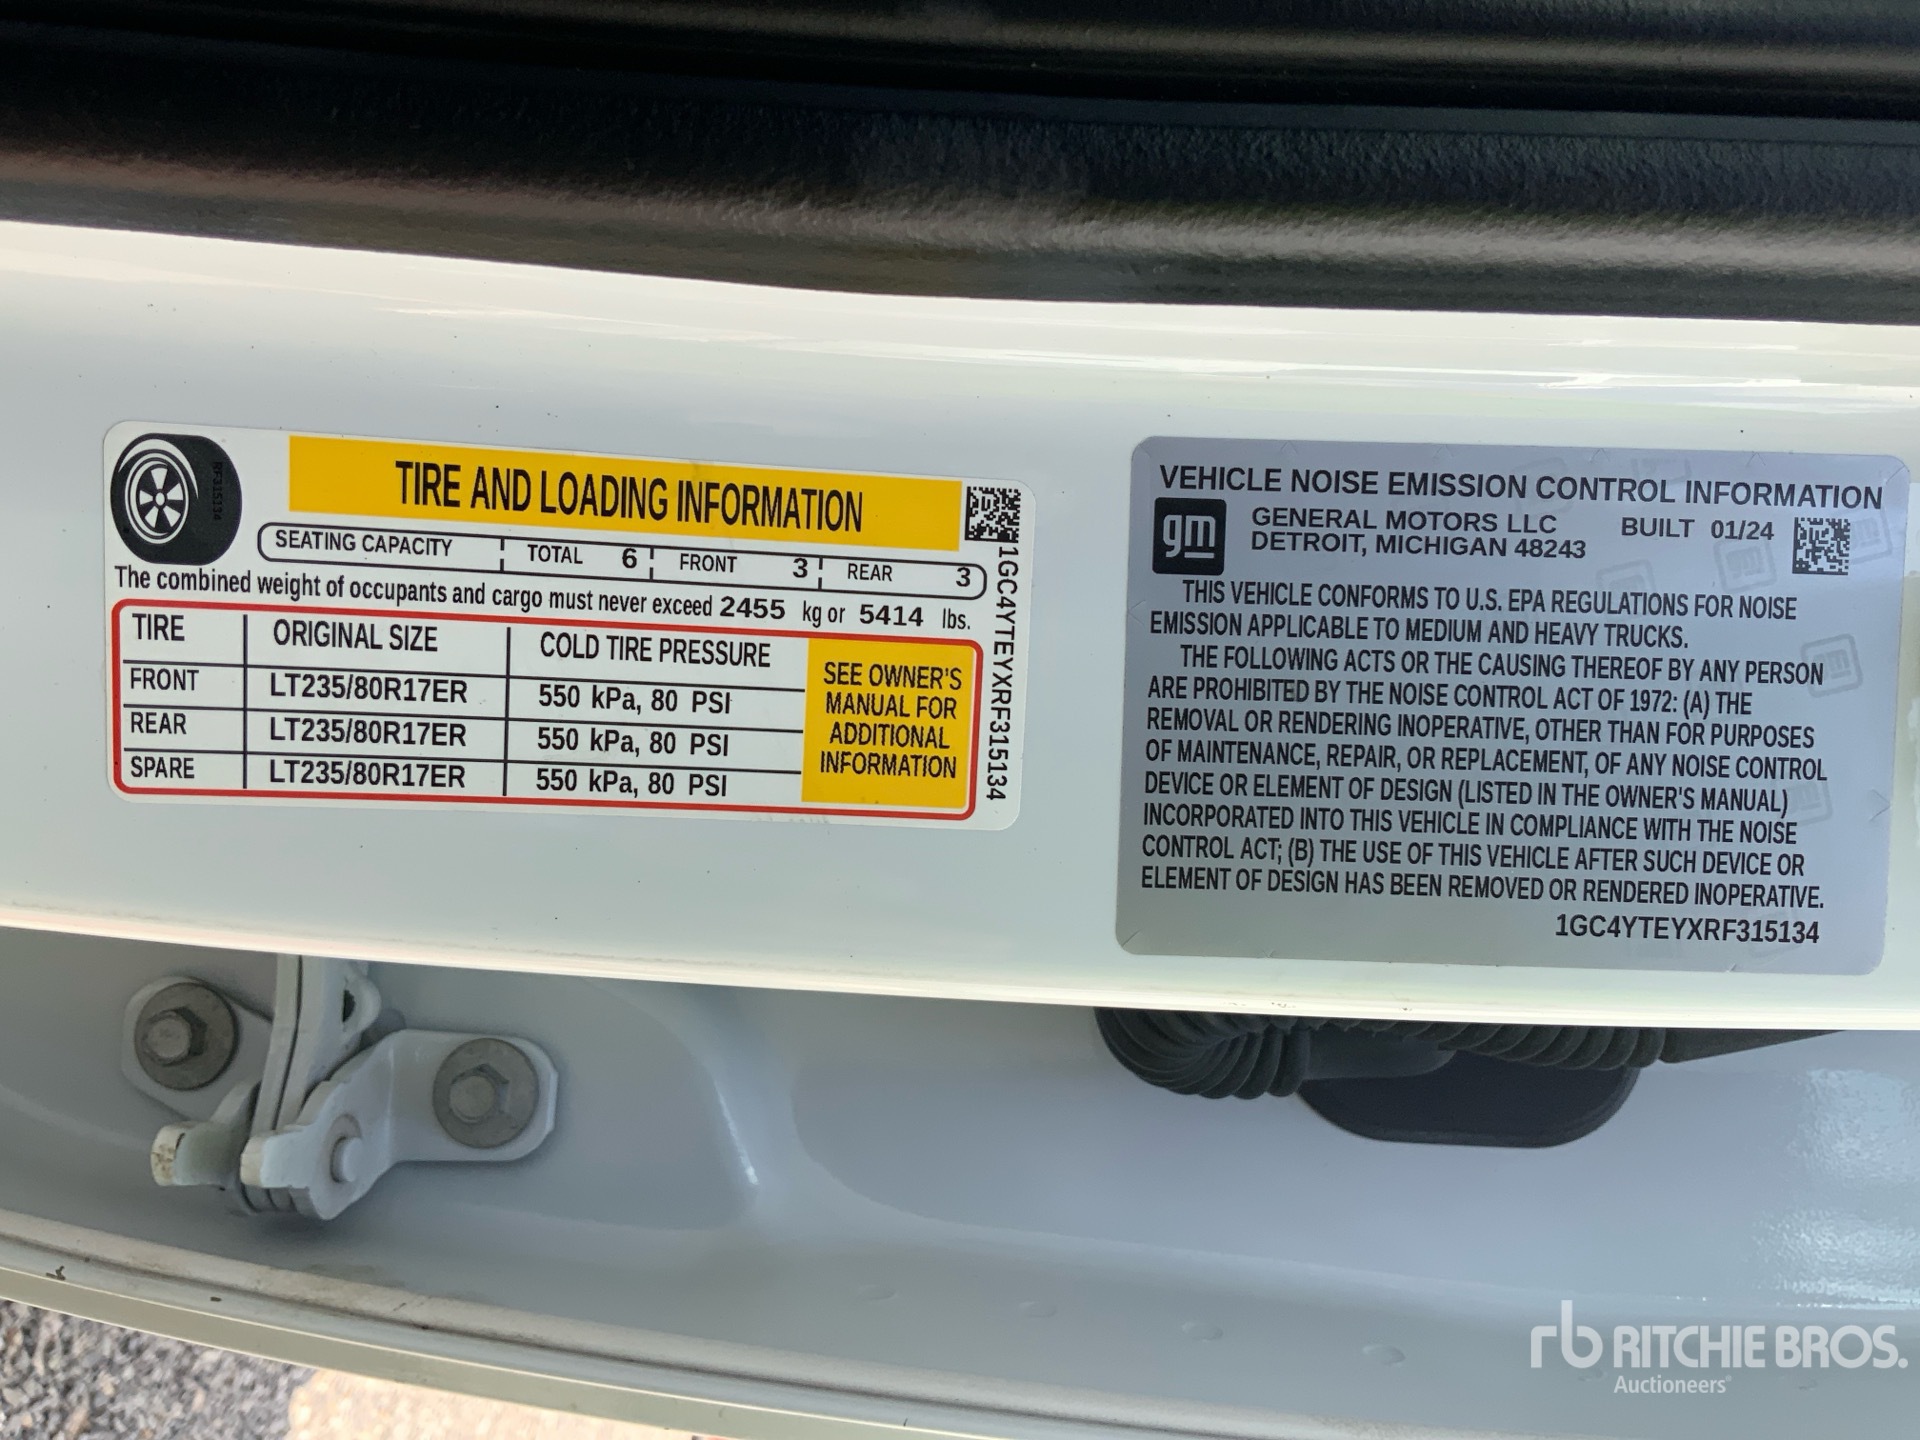 RF315134
TIRE AND LOADING INFORMATION
SEATING CAPACITY TOTAL 6 FRONT 3 REAR 3
The combined weight of occupants and cargo must never exceed 2455 kg or 5414 lbs.
TIRE ORIGINAL SIZE COLD TIRE PRESSURE
FRONT LT235/80R17ER 550 kPa, 80 PSI
REAR LT235/80R17ER 550 kPa, 80 PSI
SPARE LT235/80R17ER 550 kPa, 80 PSI
SEE OWNER'S
MANUAL FOR
ADDITIONAL
INFORMATION
1GC4YTEYXRF315134
VEHICLE NOISE EMISSION CONTROL INFORMATION
gm
GENERAL MOTORS LLC BUILT 01/24
DETROIT, MICHIGAN 48243
THIS VEHICLE CONFORMS TO U.S. EPA REGULATIONS FOR NOISE
EMISSION APPLICABLE TO MEDIUM AND HEAVY TRUCKS.
THE FOLLOWING ACTS OR THE CAUSING THEREOF BY ANY PERSON
ARE PROHIBITED BY THE NOISE CONTROL ACT OF 1972: (A) THE
REMOVAL OR RENDERING INOPERATIVE, OTHER THAN FOR PURPOSES
OF MAINTENANCE, REPAIR, OR REPLACEMENT, OF ANY NOISE CONTROL
DEVICE OR ELEMENT OF DESIGN (LISTED IN THE OWNER'S MANUAL)
INCORPORATED INTO THIS VEHICLE IN COMPLIANCE WITH THE NOISE
CONTROL ACT; (B) THE USE OF THIS VEHICLE AFTER SUCH DEVICE OR
ELEMENT OF DESIGN HAS BEEN REMOVED OR RENDERED INOPERATIVE.
1GC4YTEYXRF315134
rb RITCHIE BROS.
Auctioneers